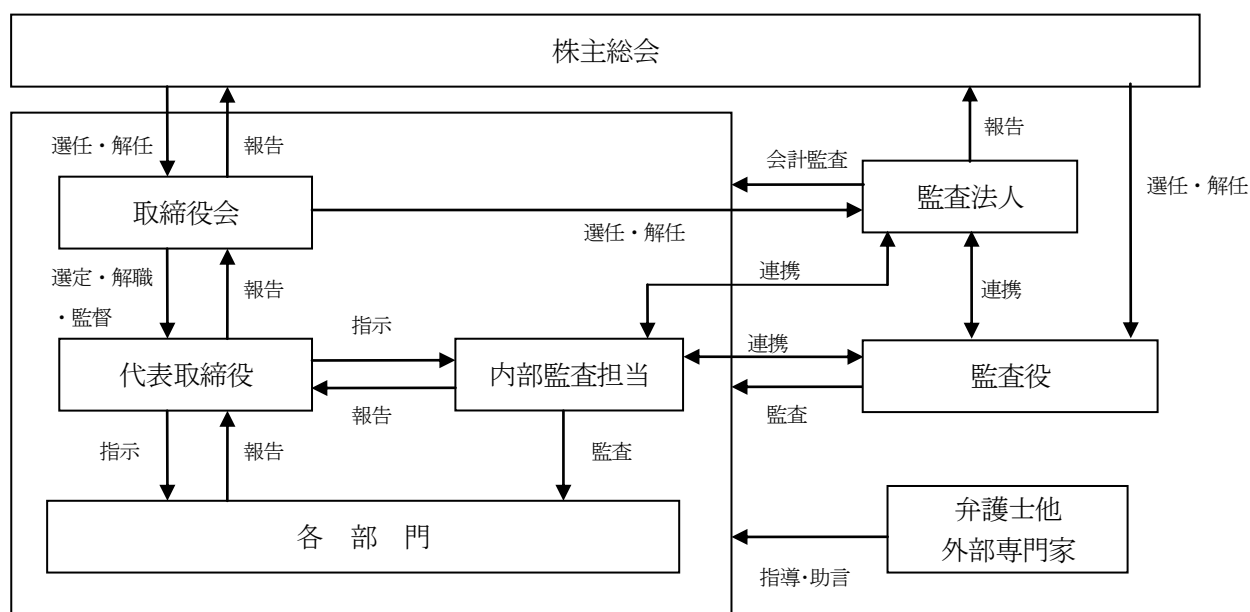 株主総会
選任・解任
報告
報告
会計監査
選任・解任
取締役会
監査法人
選任・解任
選定・解職
・監督
報告
連携
連携
指示
連携
代表取締役
内部監査担当
監査役
報告
監査
指示
報告
監査
各 部 門
弁護士他
外部専門家
指導・助言